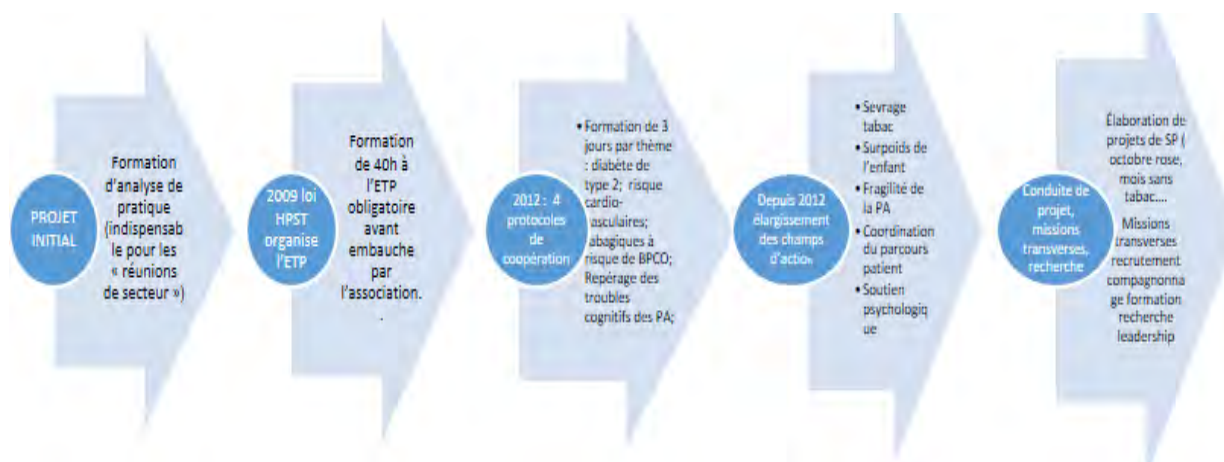 PROJET
INITIAL
Formation
d'analyse de
pratique
(indispensab
le pour les
« réunions
de secteur »)
2009 loi
HPST
organise
l'ETP
Formation
de 40h à
l'ETP
obligatoire
avant
embauche
par
l'association.
.
2012 : 4
protocoles
de
coopération
• Formation de 3
jours par thème
: diabète de
type 2; risque
cardio-
vasculaires;
tabagiques à
risque de BPCO;
Repérage des
troubles
cognitifs des PA;
Depuis 2012
élargissement
des champs
d'action
• Sevrage
tabac
• Surpoids de
l'enfant
• Fragilité de
la PA
• Coordination
du parcours
patient
• Soutien
psychologiq
ue
Conduite de
projet,
missions
transverses,
recherche
Élaboration de
projets de SP (
octobre rose,
mois sans
tabac....
Missions
transverses
recrutement
compagnonna
ge formation
recherche
leadership